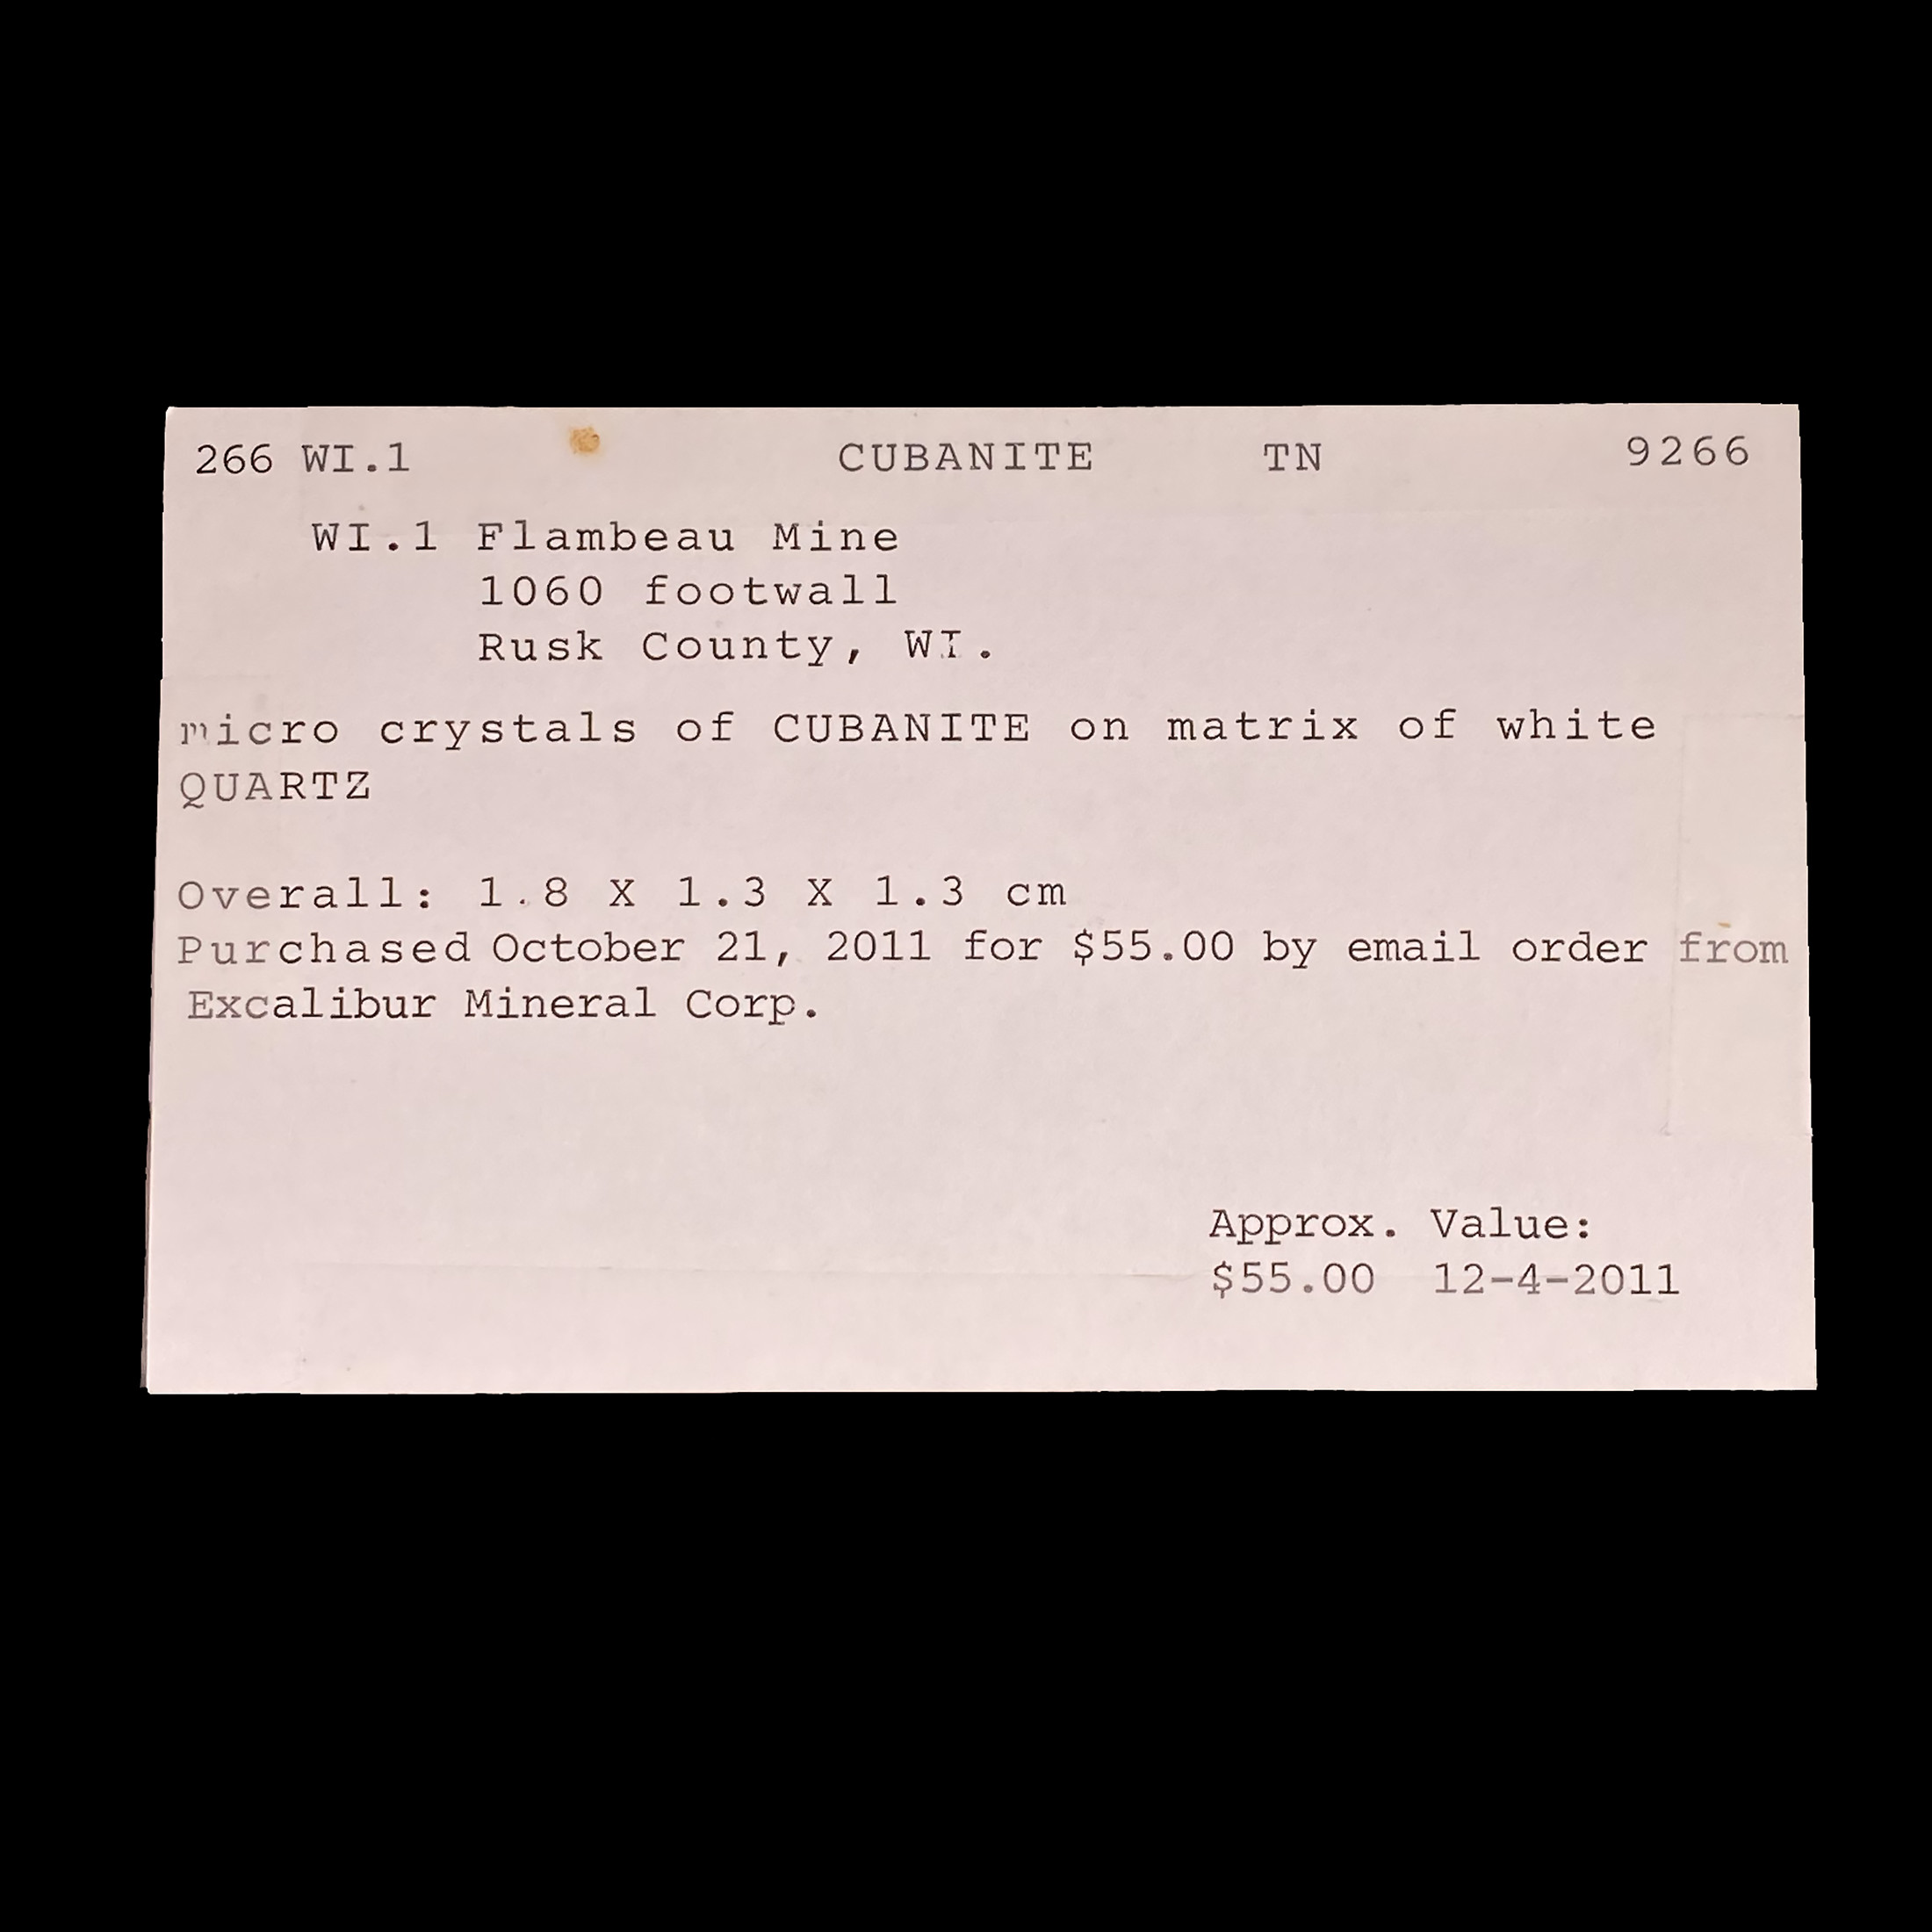 266 WI.1 CUBANITE TN 9266
WI.1 Flambeau Mine
1060 footwall
Rusk County, WI.
micro crystals of CUBANITE on matrix of white
QUARTZ
Overall: 1.8 X 1.3 X 1.3 cm
Purchased October 21, 2011 for $55.00 by email order from
Excalibur Mineral Corp.
Approx. Value:
$55.00 12-4-2011